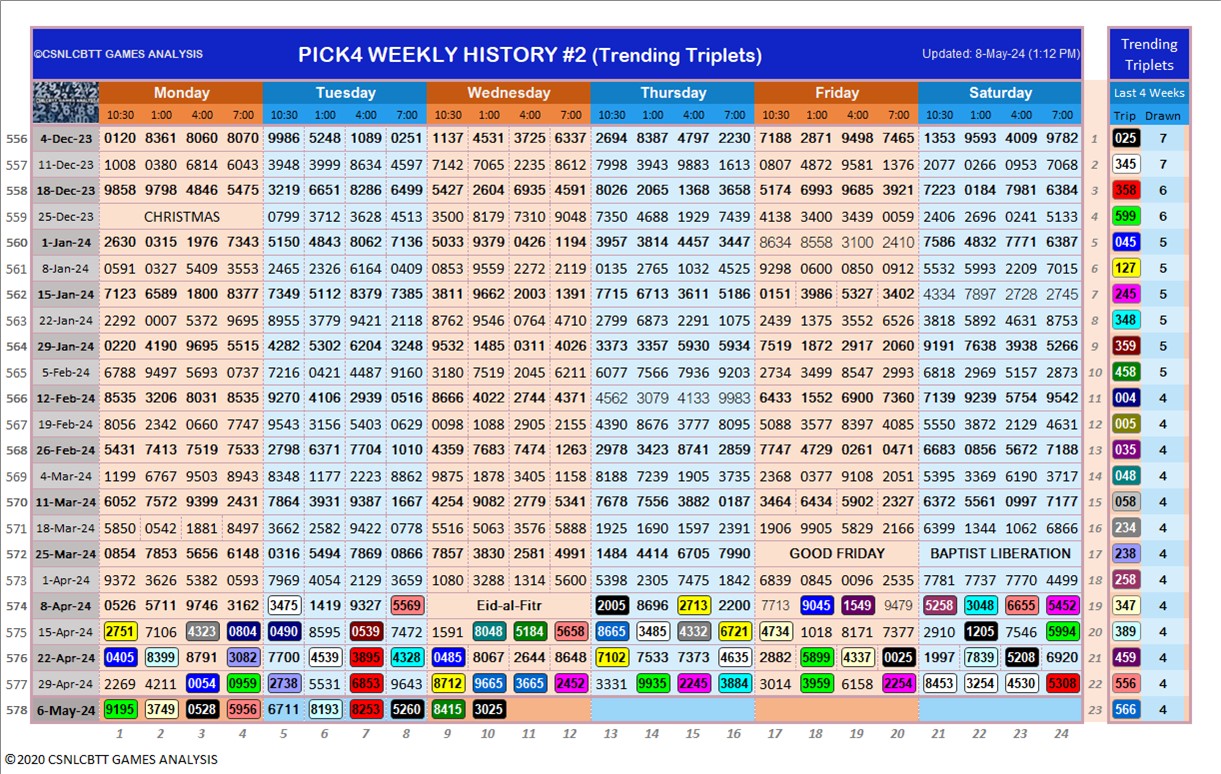 ©CSNLCBTT GAMES ANALYSIS PICK4 WEEKLY HISTORY #2 (Trending Triplets) Updated: 8-May-24 (1:12 PM)
Trending Triplets
Monday Tuesday Wednesday Thursday Friday Saturday Last 4 Weeks
10:30 1:00 4:00 7:00 10:30 1:00 4:00 7:00 10:30 1:00 4:00 7:00 10:30 1:00 4:00 7:00 10:30 1:00 4:00 7:00 10:30 1:00 4:00 7:00 Trip Drawn
556 4-Dec-23 0120 8361 8060 8070 9986 5248 1089 0251 1137 4531 3725 6337 2694 8387 4797 2230 7188 2871 9498 7465 1353 9593 4009 9782 1 025 7
557 11-Dec-23 1008 0380 6814 6043 3948 3999 8634 4597 7142 7065 2235 8612 7998 3943 9885 1613 0807 4872 9581 1376 2077 0266 0953 7068 2 345 7
558 18-Dec-23 9858 9798 4846 5475 3219 6651 8286 6499 5427 2604 6935 4591 8026 2065 1368 3658 5174 6993 9685 3921 7223 0184 7981 6384 3 358 6
559 25-Dec-23 CHRISTMAS 0799 3712 3628 4513 3500 8179 7310 9048 7350 4688 1929 7439 4138 3400 3439 0059 2406 2696 0241 5133 4 599 6
560 1-Jan-24 2630 0315 1976 7343 5150 4843 8062 7136 5033 9379 0426 1194 3957 3814 4457 3447 8634 8558 3100 2410 7586 4832 7771 6387 5 045 5
561 8-Jan-24 0591 0327 5409 3553 2465 2326 6164 0409 0853 9559 2272 2119 0135 2765 1032 4525 9298 0600 0850 0912 5532 5993 2209 7015 6 127 5
562 15-Jan-24 7123 6589 1800 8377 7349 5112 8379 7385 3811 9662 2003 1391 7715 6713 3611 5186 0151 3986 5327 3402 4334 7897 2728 2745 7 245 5
563 22-Jan-24 2292 0007 5372 9695 8955 3779 9421 2118 8762 9546 0764 4710 2799 6873 2291 1075 2439 1375 3552 6526 3818 5892 4631 8753 8 348 5
564 29-Jan-24 0220 4190 9695 5515 4282 5302 6204 3248 9532 1485 0311 4026 3373 3357 5930 5934 7519 1872 2917 2060 9191 7638 3938 5266 9 359 5
565 5-Feb-24 6788 9497 5693 0737 7216 0421 4487 9160 3180 7519 2045 6211 6077 7566 7936 9203 2734 3499 8547 2993 6818 2969 5157 2873 10 458 5
566 12-Feb-24 8535 3206 8031 8535 9270 6106 2939 0516 8666 4022 2744 4371 4562 3079 4133 9983 6433 1552 6900 7360 7139 9239 5754 9542 11 004 4
567 19-Feb-24 8056 2342 0660 7747 9543 3156 5403 0629 0098 1088 2905 2155 4390 8676 3777 8095 5088 3577 8397 4085 5550 3872 2129 4631 12 005 4
568 26-Feb-24 5431 7413 7519 7533 2798 6371 7704 1010 4359 7683 7474 1263 2978 3423 8741 2859 7747 4729 0261 0471 6683 0856 5672 7188 13 035 4
569 4-Mar-24 1199 6767 9503 8943 8348 1177 2223 8868 9875 1878 3405 1158 8188 7239 1943 3735 2368 0377 9108 2051 5395 3369 6190 3717 14 048 4
570 11-Mar-24 6052 7572 9399 2431 7864 3931 9387 1667 4254 9082 2779 5341 7678 7556 3882 0187 3464 6434 5902 2327 6372 5561 0997 7177 15 058 4
571 18-Mar-24 5850 0542 1881 8497 3662 2582 9422 0778 5516 5063 3576 5888 1925 1690 1597 2391 1906 9905 5829 2166 6399 1344 1062 6866 16 234 4
572 25-Mar-24 0854 7853 5656 6148 0316 5494 7869 0866 7857 3830 2581 4991 1484 4414 6705 7990 GOOD FRIDAY BAPTIST LIBERATION 17 238 4
573 1-Apr-24 9372 3626 5382 0593 7969 4054 2129 3659 1080 3288 1314 5600 5398 2305 7475 1842 6839 0845 0096 2535 7781 7737 7770 4499 18 258 4
574 8-Apr-24 0526 5711 9746 3162 3475 1419 9327 5569 Eid-al-Fitr 2005 8696 2713 2200 7713 9045 1549 9479 5258 3048 6655 5452 19 347 4
575 15-Apr-24 2751 7106 4323 0804 0490 8595 0539 7472 1591 8048 5184 5658 8665 3485 4332 6721 4734 1018 8171 7377 2910 1205 7546 5994 20 389 4
576 22-Apr-24 0405 8399 8791 3082 7700 4539 3895 4328 0485 8067 2644 8648 7102 7533 7373 4635 2882 5899 4337 0025 1997 7839 5208 6920 21 459 4
577 29-Apr-24 2269 4211 0054 0959 2738 5531 6853 9643 8712 9665 3665 2452 3331 9935 2245 3884 3014 3959 6158 2254 8453 3254 4530 5308 22 556 4
578 6-May-24 9195 3749 0528 5956 6711 8193 8253 5260 8415 3025 23 566 4
1 2 3 4 5 6 7 8 9 10 11 12 13 14 15 16 17 18 19 20 21 22 23 24
©2020 CSNLCBTT GAMES ANALYSIS